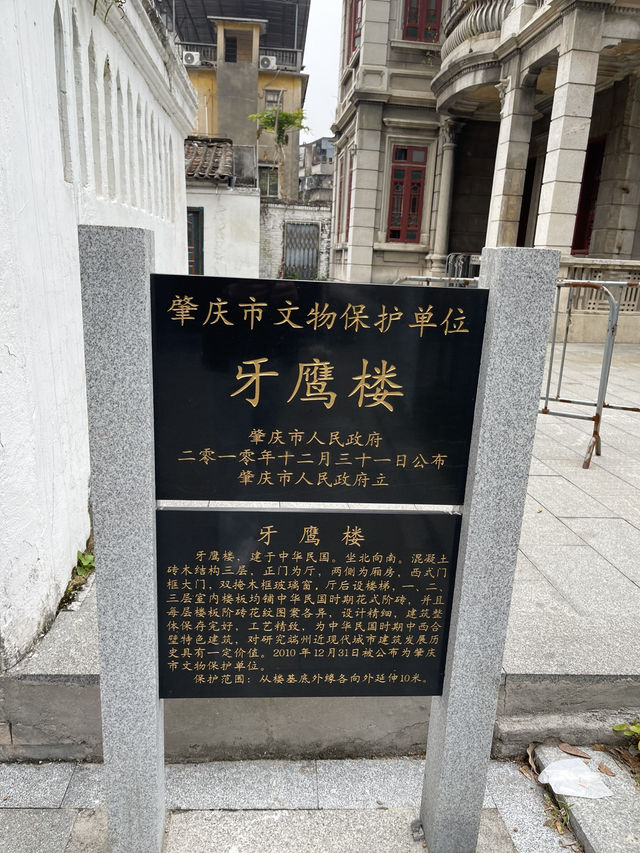 肇庆市文物保护单位
牙鹰楼
肇庆市人民政府
二零一零年十二月三十一日公布
肇庆市人民政府立
牙鹰楼
牙鹰楼，建于中华民国。坐北向南。混凝土
砖木结构三层，正门为厅，两侧为厢房，西式门
框大门，双掩木框玻璃窗，厅后设楼梯，一、二、
三层室内楼板均铺中华民国时期花式阶砖，并且
每层楼板阶砖花纹图案各异，设计精细，建筑整
体保存完好，工艺精致，为中华民国时期中西合
壁特色建筑，对研究端州近现代城市建筑发展历
史具有一定价值。2010年12月31日被公布为肇庆
市文物保护单位。
保护范围：从楼基底外缘各向外延伸10米。